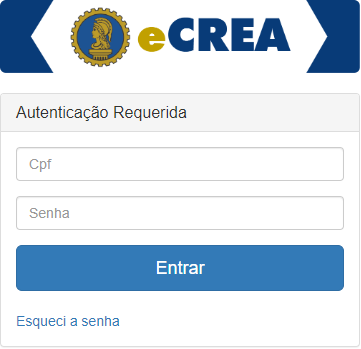 eCREA
Autenticação Requerida
Cpf
Senha
Entrar
Esqueci a senha